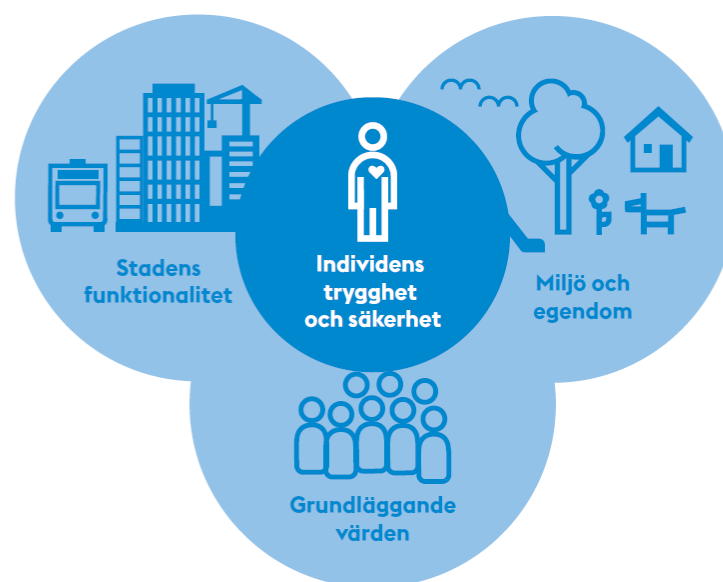 Stadens
funktionalitet
Individens
trygghet
och säkerhet
Miljö och
egendom
Grundläggande
värden